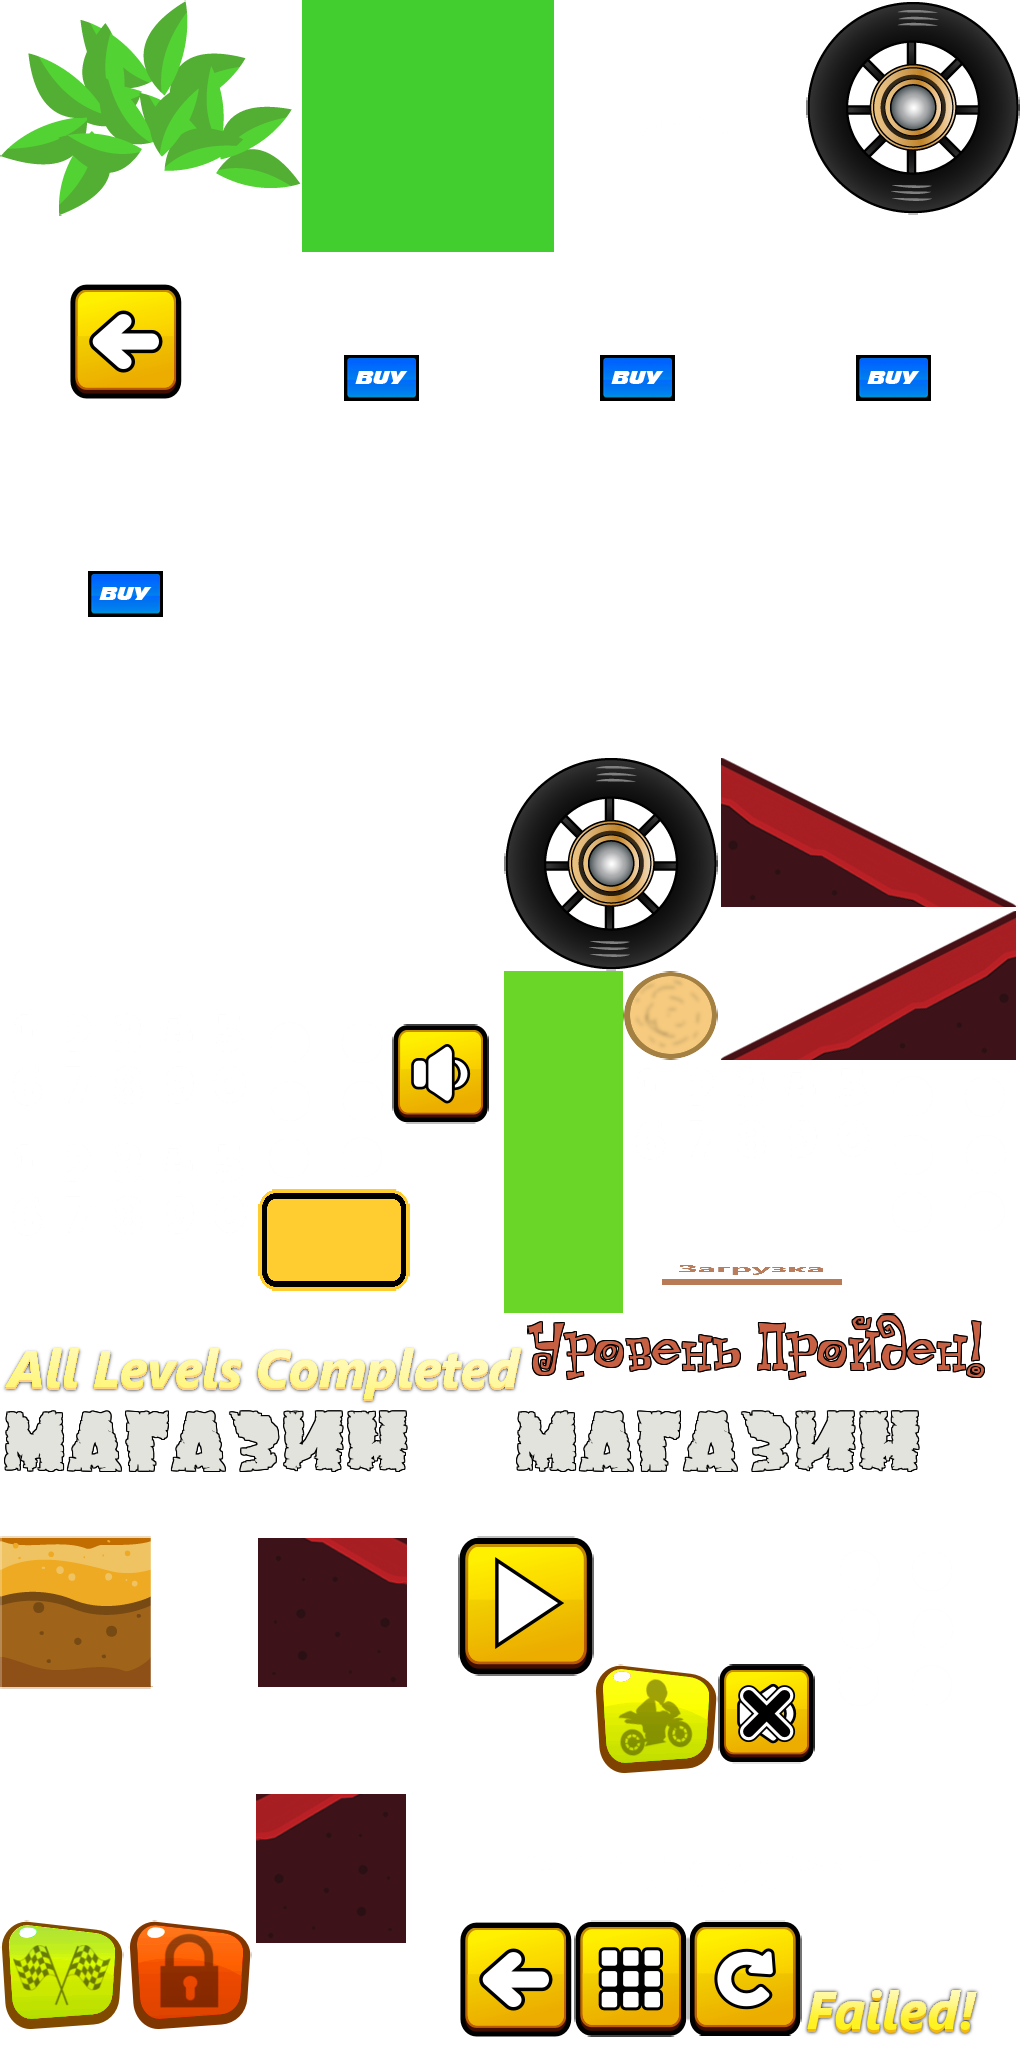 BUY
BUY
BUY
BUY
Загрузка
Уровень Пройден!
All Levels Completed
МАГАЗИН
МАГАЗИН
Failed!